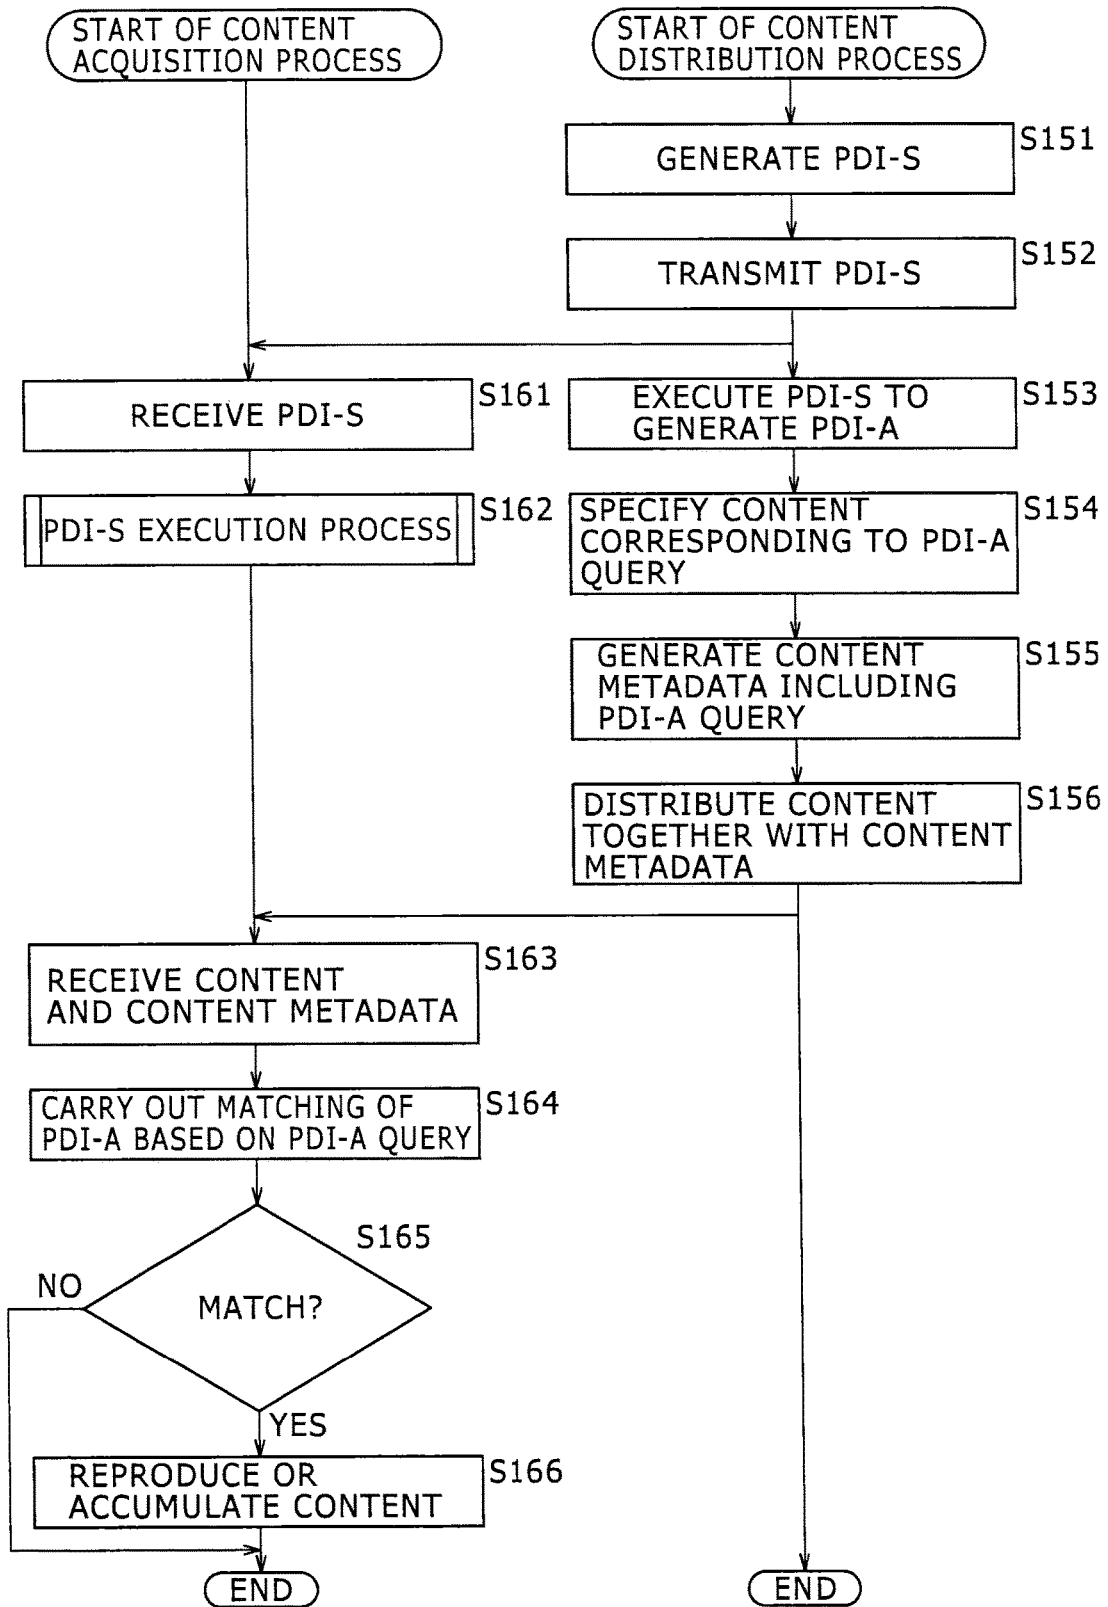 START OF CONTENT
ACQUISITION PROCESS
START OF CONTENT
DISTRIBUTION PROCESS
GENERATE PDI-S
S151
TRANSMIT PDI-S
S152
RECEIVE PDI-S
S161
EXECUTE PDI-S TO
GENERATE PDI-A
S153
PDI-S EXECUTION PROCESS
S162
SPECIFY CONTENT
CORRESPONDING TO PDI-A
QUERY
S154
GENERATE CONTENT
METADATA INCLUDING
PDI-A QUERY
S155
DISTRIBUTE CONTENT
TOGETHER WITH CONTENT
METADATA
S156
RECEIVE CONTENT
AND CONTENT METADATA
S163
CARRY OUT MATCHING OF
PDI-A BASED ON PDI-A QUERY
S164
S165
NO
MATCH?
YES
REPRODUCE OR
ACCUMULATE CONTENT
S166
END
END